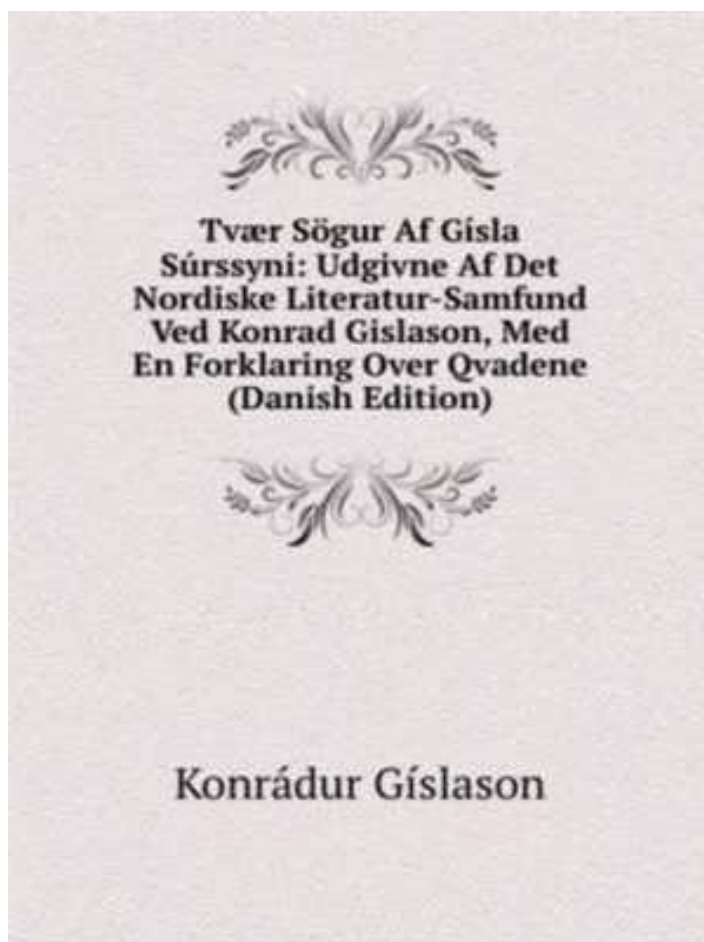 Tvær Sögur Af Gísla
Súrssyni: Udgivne Af Det
Nordiske Literatur-Samfund
Ved Konrad Gislason, Med
En Forklaring Over Qvadene
(Danish Edition)
Konrádur Gíslason